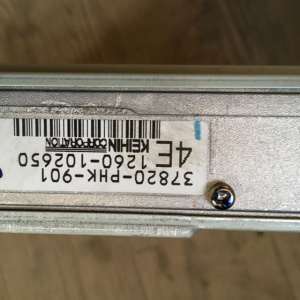 37820-PHK-901
4E 1260-102650
KEIHIN
CORPORATION